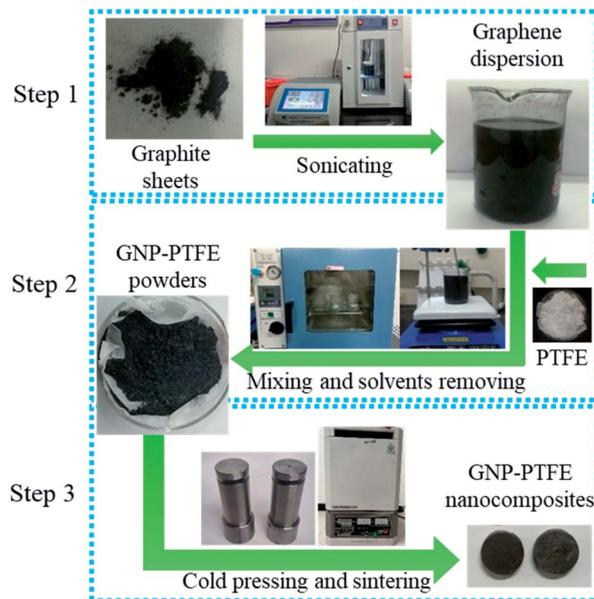 Step 1
Graphite
sheets
Sonicating
Graphene
dispersion
Step 2
GNP-PTFE
powders
PTFE
Mixing and solvents removing
Step 3
GNP-PTFE
nanocomposites
Cold pressing and sintering